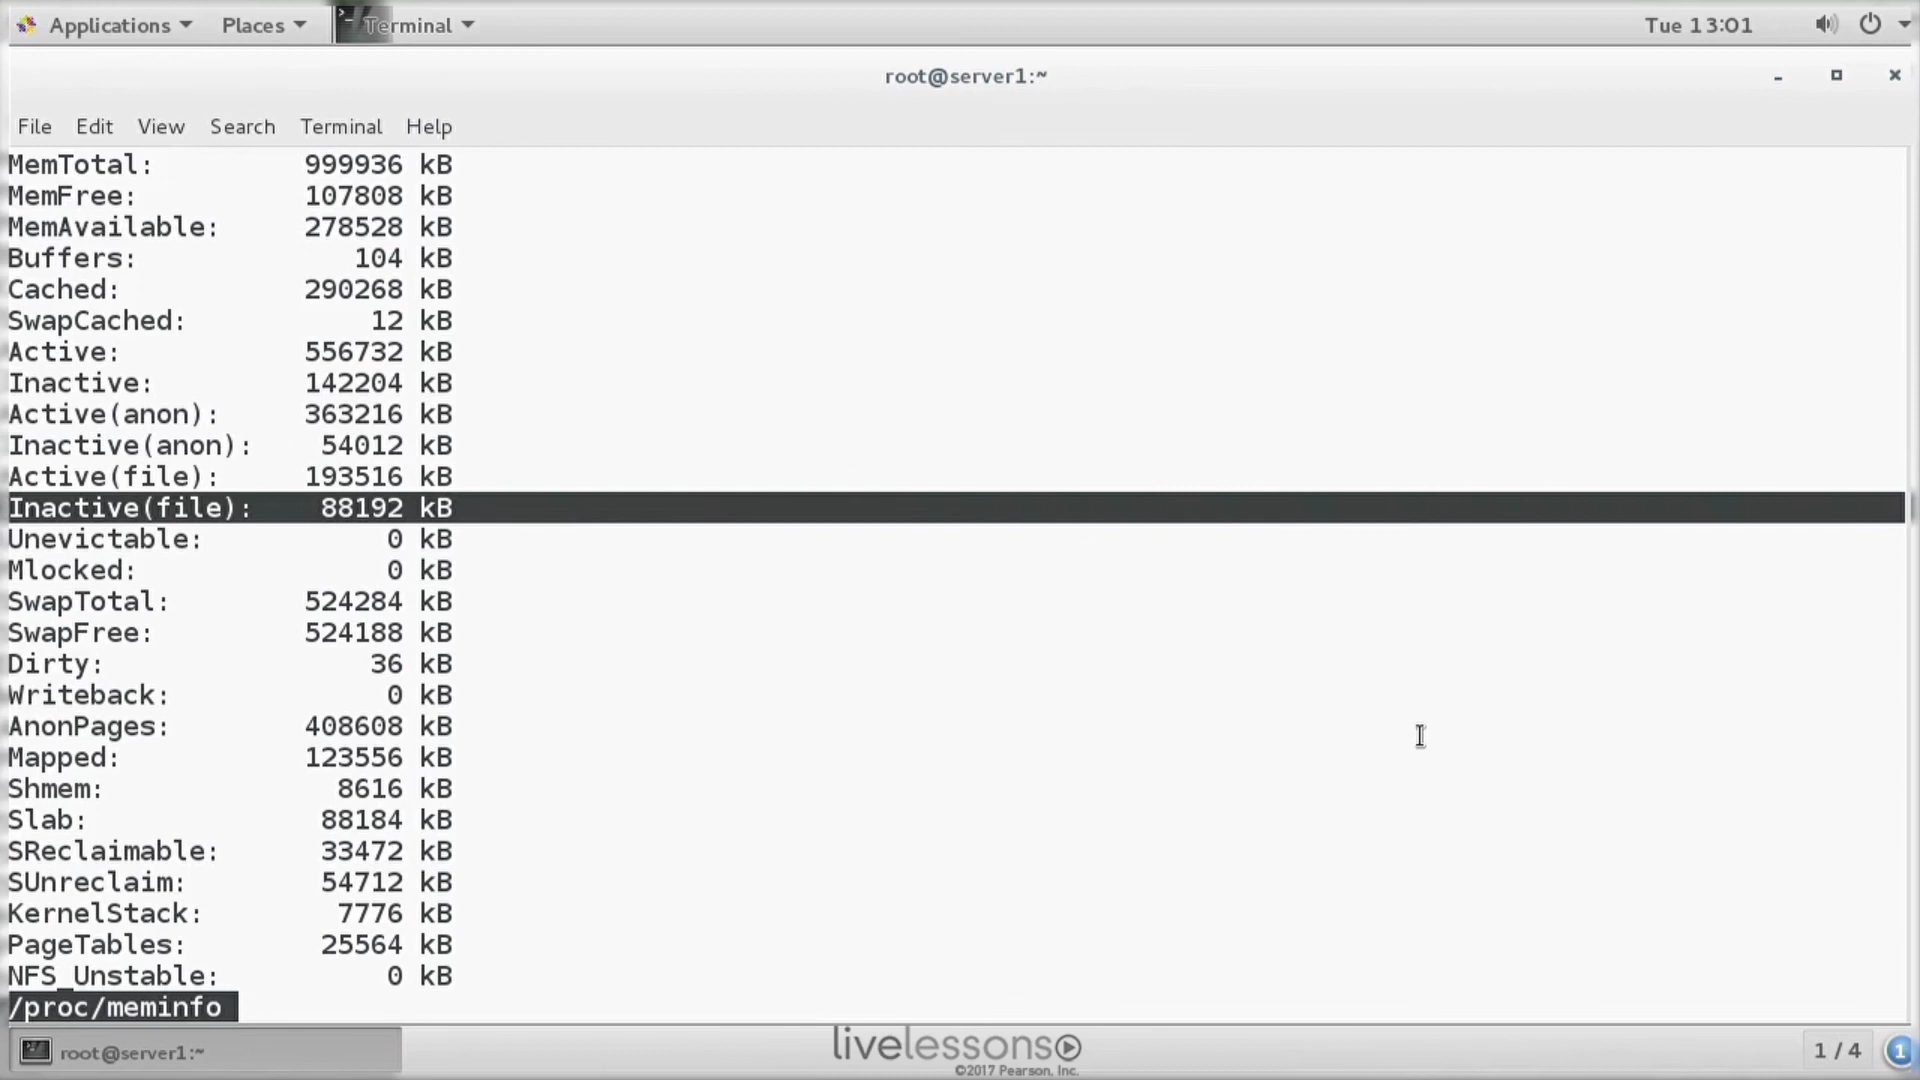 Applications Places Terminal Tue 13:01
root@server1:~
File Edit View Search Terminal Help
MemTotal: 999936 kB
MemFree: 107808 kB
MemAvailable: 278528 kB
Buffers: 104 kB
Cached: 290268 kB
SwapCached: 12 kB
Active: 556732 kB
Inactive: 142204 kB
Active(anon): 363216 kB
Inactive(anon): 54012 kB
Active(file): 193516 kB
Inactive(file): 88192 kB
Unevictable: 0 kB
Mlocked: 0 kB
SwapTotal: 524284 kB
SwapFree: 524188 kB
Dirty: 36 kB
Writeback: 0 kB
AnonPages: 408608 kB
Mapped: 123556 kB
Shmem: 8616 kB
Slab: 88184 kB
SReclaimable: 33472 kB
SUnreclaim: 54712 kB
KernelStack: 7776 kB
PageTables: 25564 kB
NFS_Unstable: 0 kB
/proc/meminfo
root@server1:~ livelessons 1 / 4 1
©2017 Pearson, Inc.